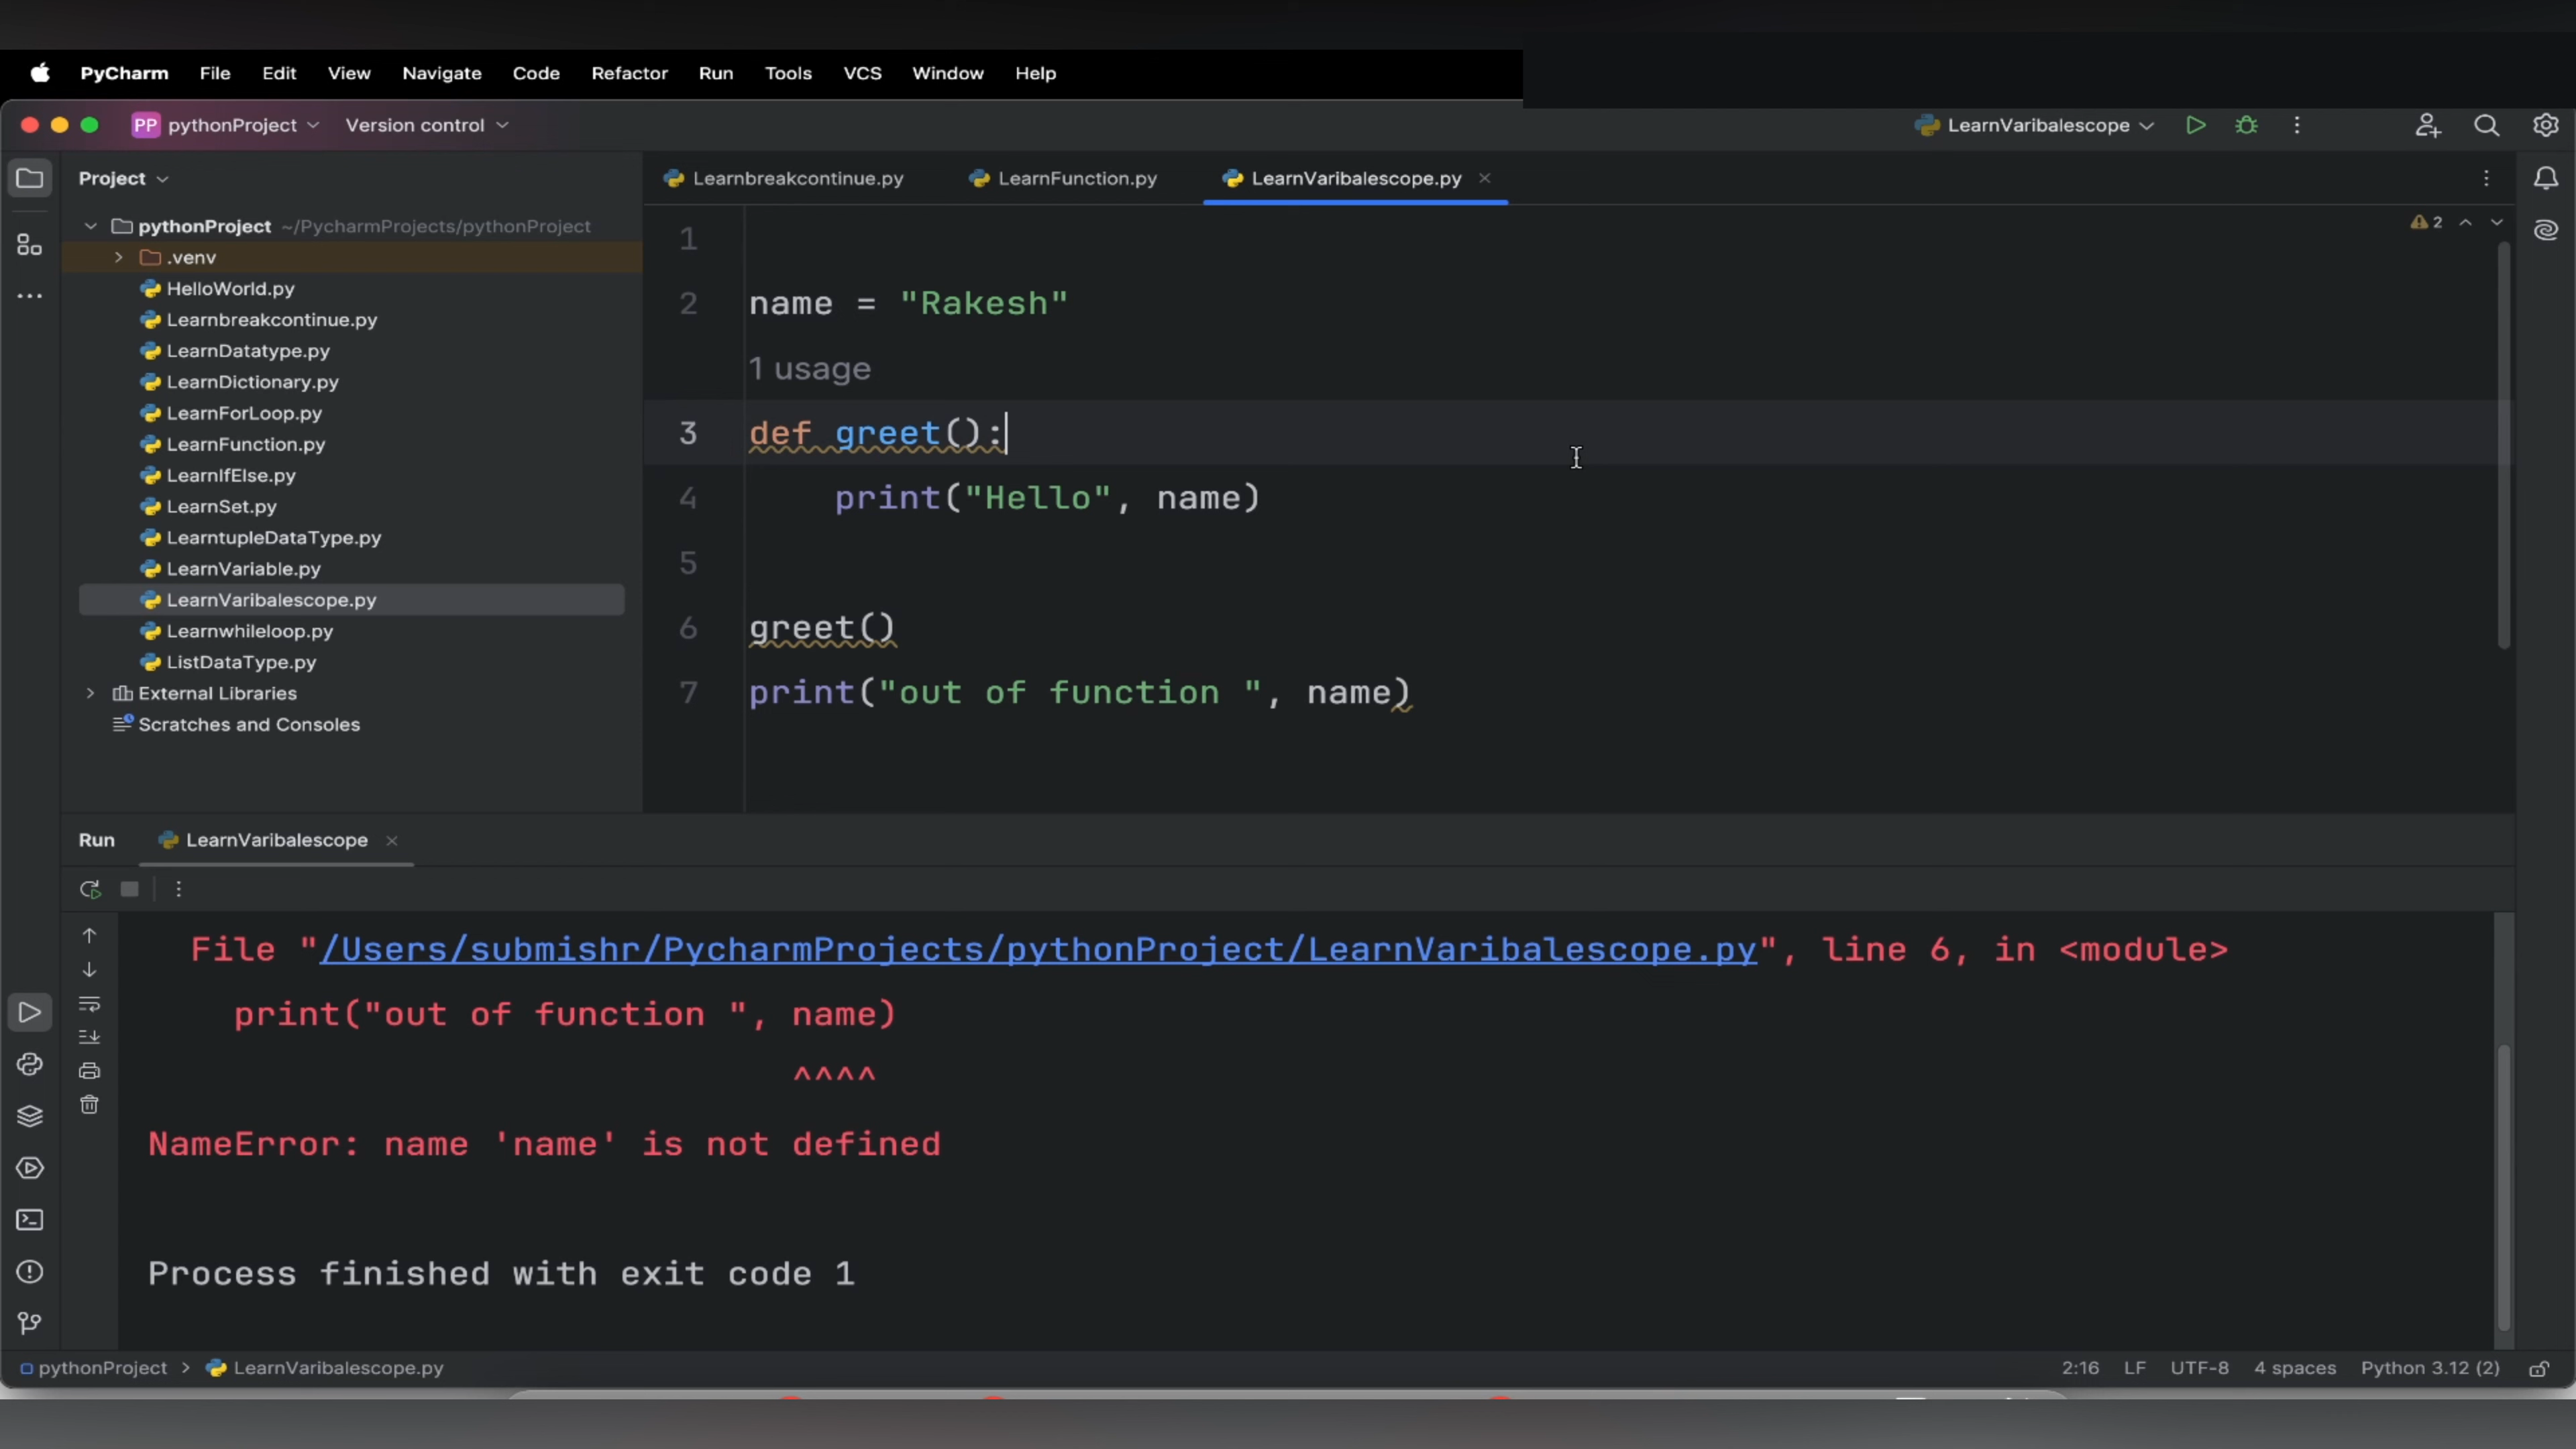 PyCharm File Edit View Navigate Code Refactor Run Tools VCS Window Help
PP pythonProject Version control LearnVaribalescope
Project
Learnbreakcontinue.py LearnFunction.py LearnVaribalescope.py
pythonProject ~/PycharmProjects/pythonProject
.venv
HelloWorld.py
Learnbreakcontinue.py
LearnDatatype.py
LearnDictionary.py
LearnForLoop.py
LearnFunction.py
LearnIfElse.py
LearnSet.py
LearntupleDataType.py
LearnVariable.py
LearnVaribalescope.py
Learnwhileloop.py
ListDataType.py
External Libraries
Scratches and Consoles
2
1
2 name = "Rakesh"
1 usage
3 def greet():
4 print("Hello", name)
5
6 greet()
7 print("out of function ", name)
Run LearnVaribalescope
File "/Users/submishr/PycharmProjects/pythonProject/LearnVaribalescope.py", line 6, in <module>
print("out of function ", name)
^^^^
NameError: name 'name' is not defined
Process finished with exit code 1
pythonProject > LearnVaribalescope.py 2:16 LF UTF-8 4 spaces Python 3.12 (2)